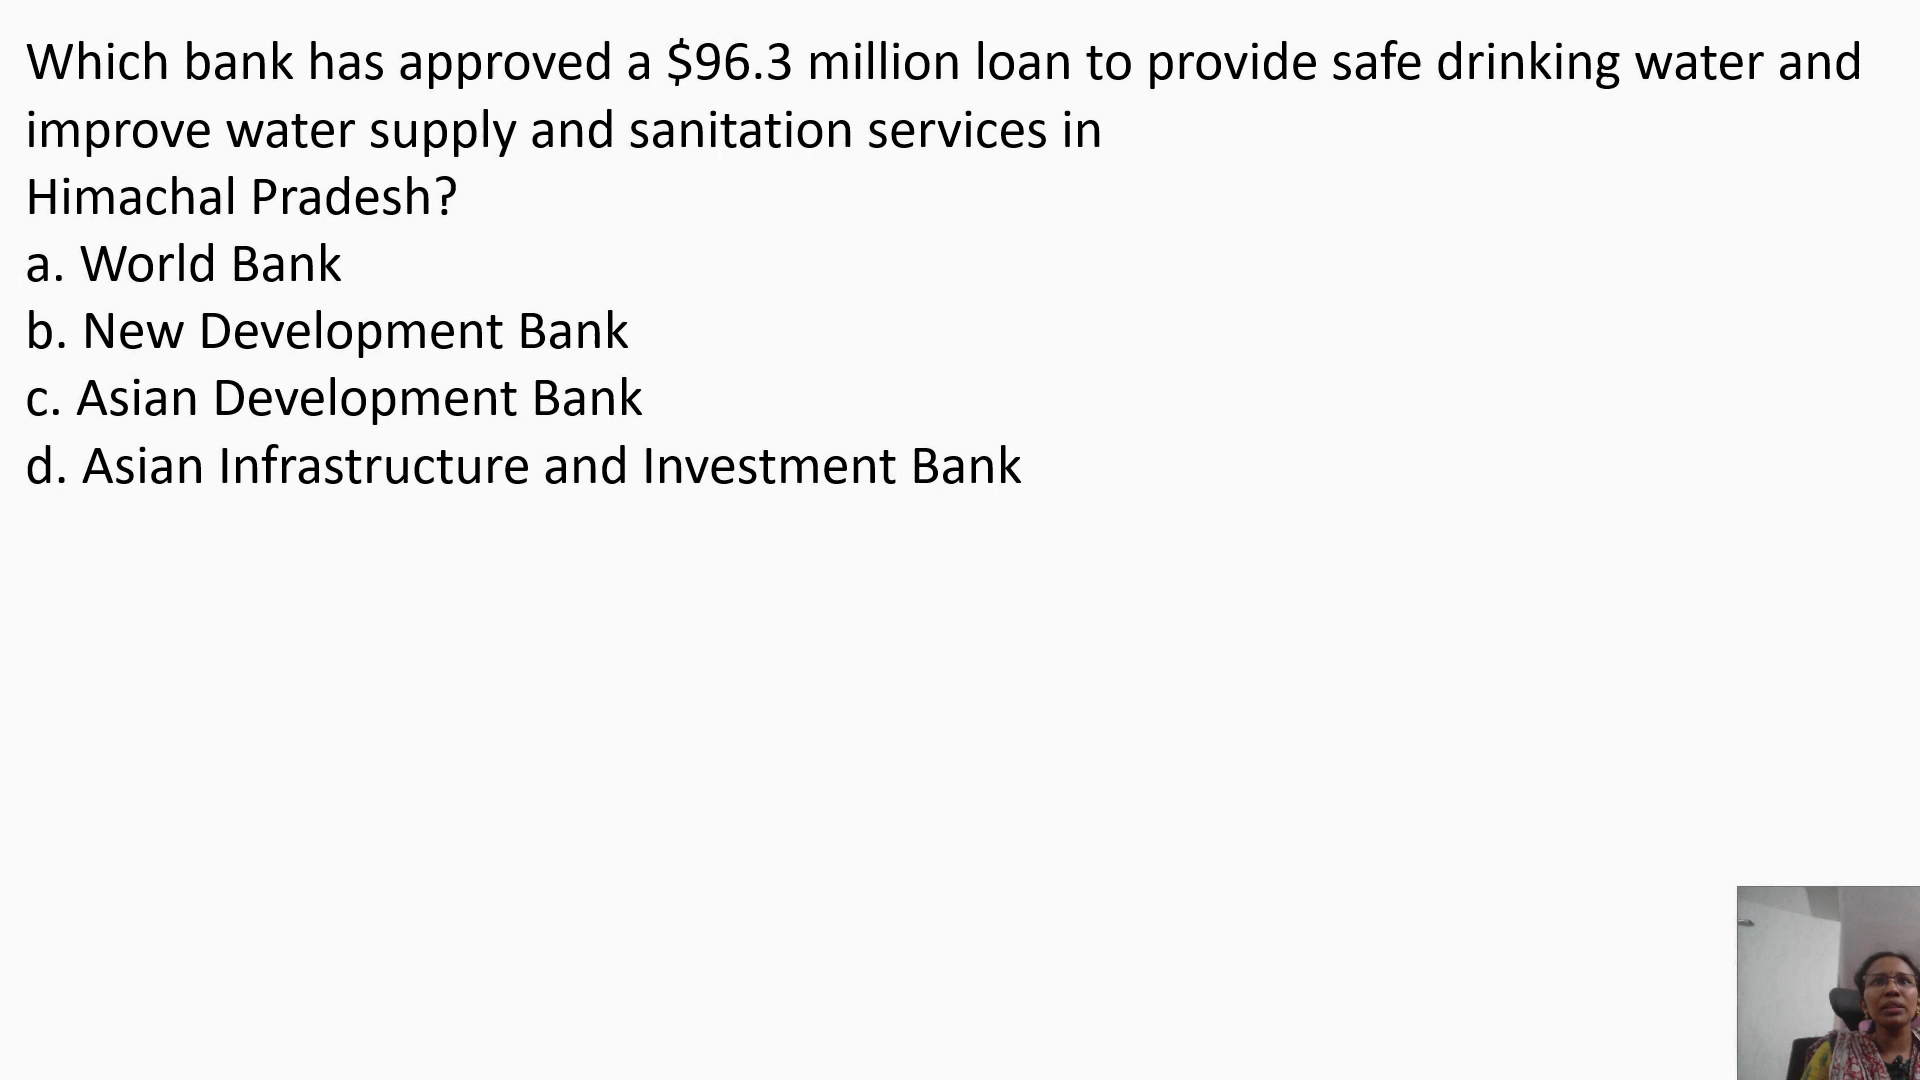 Which bank has approved a $96.3 million loan to provide safe drinking water and
improve water supply and sanitation services in
Himachal Pradesh?
a. World Bank
b. New Development Bank
c. Asian Development Bank
d. Asian Infrastructure and Investment Bank